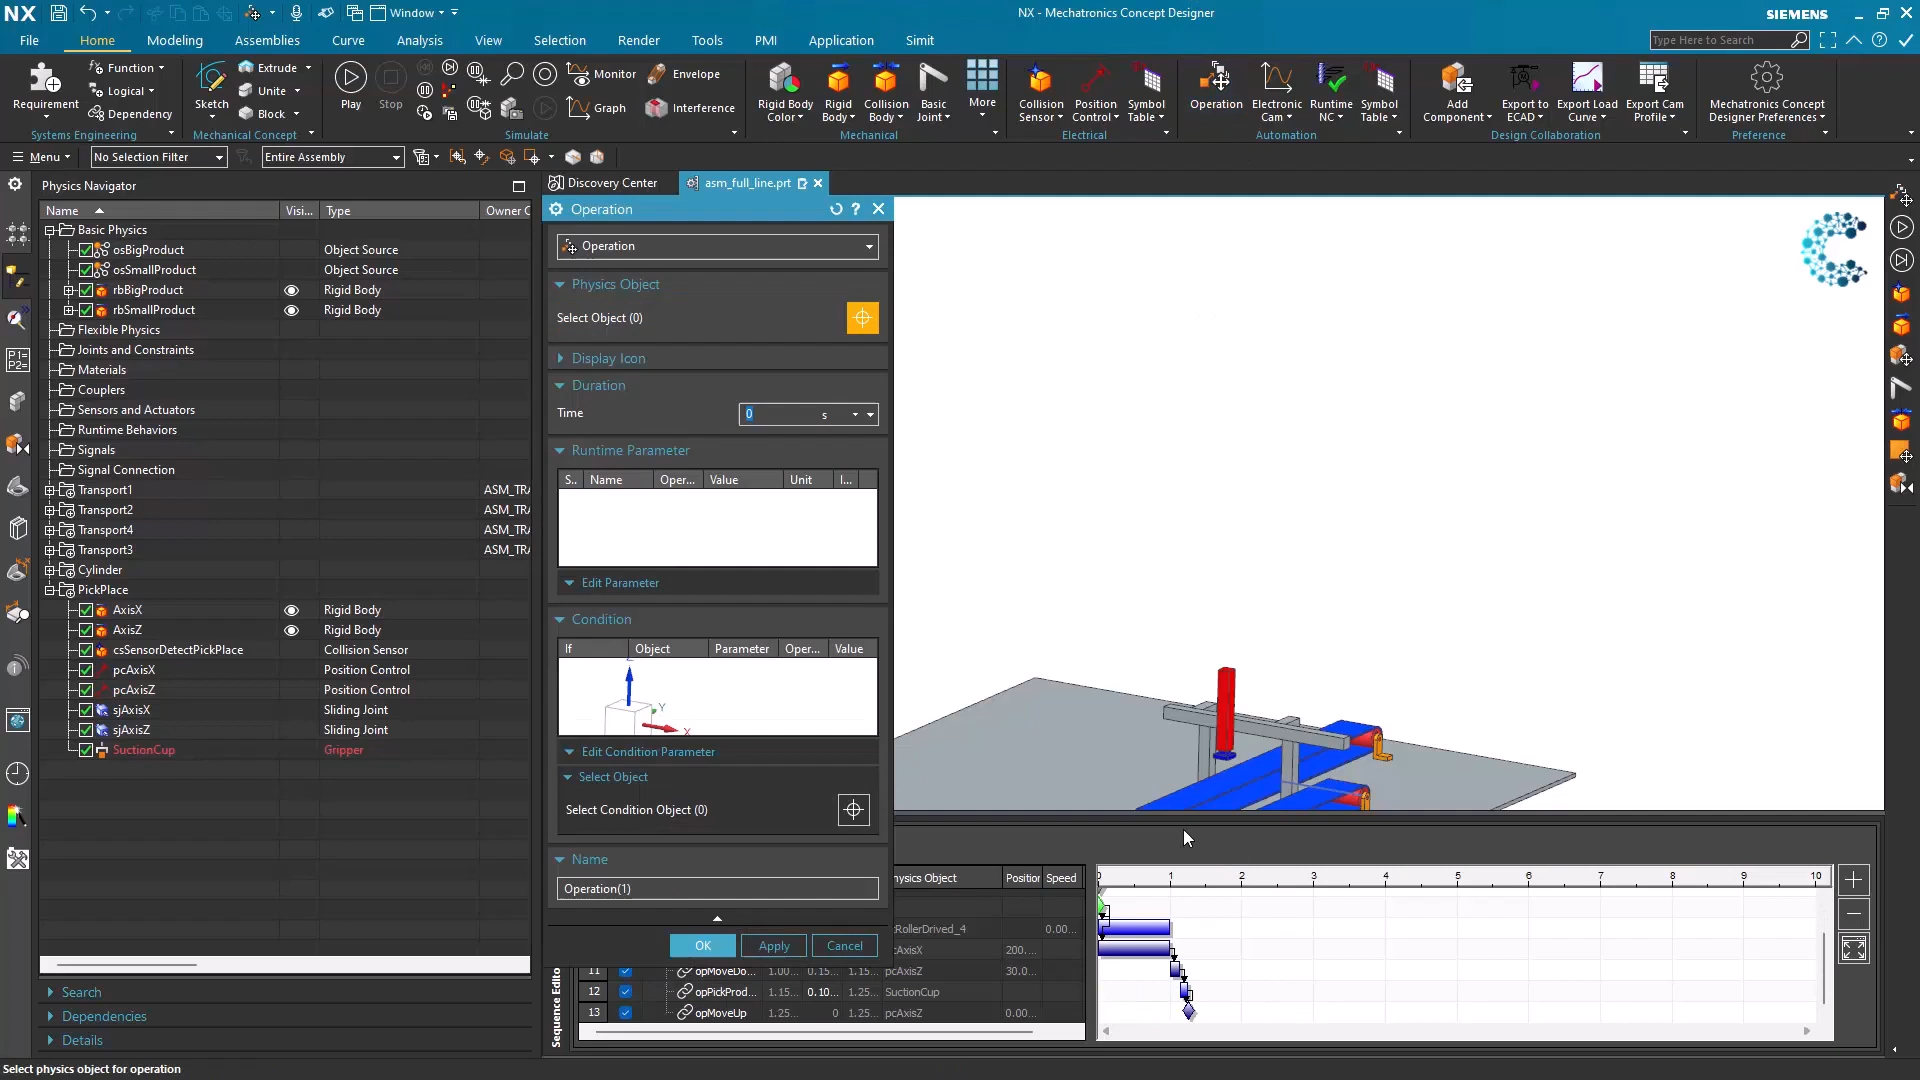 NX
Window
NX - Mechatronics Concept Designer
SIEMENS
File
Home
Modeling
Assemblies
Curve
Analysis
View
Selection
Render
Tools
PMI
Application
Simit
Type Here to Search
Requirement
Function
Logical
Dependency
Systems Engineering
Sketch
Extrude
Unite
Block
Mechanical Concept
Play
Stop
Monitor
Graph
Envelope
Interference
Simulate
Rigid Body Color
Rigid Body
Collision Body
Basic Joint
More
Mechanical
Collision Sensor
Position Control
Symbol Table
Electrical
Operation
Electronic Cam
Runtime NC
Symbol Table
Automation
Add Component
Export to ECAD
Export Load Curve
Export Cam Profile
Design Collaboration
Mechatronics Concept Designer Preferences
Preference
Menu
No Selection Filter
Entire Assembly
Physics Navigator
Name Visi... Type Owner C
Basic Physics
osBigProduct Object Source
osSmallProduct Object Source
rbBigProduct Rigid Body
rbSmallProduct Rigid Body
Flexible Physics
Joints and Constraints
Materials
Couplers
Sensors and Actuators
Runtime Behaviors
Signals
Signal Connection
Transport1 ASM_TRA
Transport2 ASM_TRA
Transport4 ASM_TRA
Transport3 ASM_TRA
Cylinder
PickPlace
AxisX Rigid Body
AxisZ Rigid Body
csSensorDetectPickPlace Collision Sensor
pcAxisX Position Control
pcAxisZ Position Control
sjAxisX Sliding Joint
sjAxisZ Sliding Joint
SuctionCup Gripper
Search
Dependencies
Details
Select physics object for operation
Discovery Center
asm_full_line.prt
Operation
Operation
Physics Object
Select Object (0)
Display Icon
Duration
Time 0 s
Runtime Parameter
S.. Name Oper... Value Unit I...
Edit Parameter
Condition
If Object Parameter Oper... Value
Y
X
Edit Condition Parameter
Select Object
Select Condition Object (0)
Name
Operation(1)
OK
Apply
Cancel
C
Sequence Edito
hysics Object Position Speed
RollerDrived_4 0.00...
cAxisX 200....
11 opMoveDo... 1.00... 0.15... 1.15... pcAxisZ 30.0...
12 opPickProd... 1.15... 0.10... 1.25... SuctionCup
13 opMoveUp 1.25... 0 1.25... pcAxisZ 0.00...
0 1 2 3 4 5 6 7 8 9 10